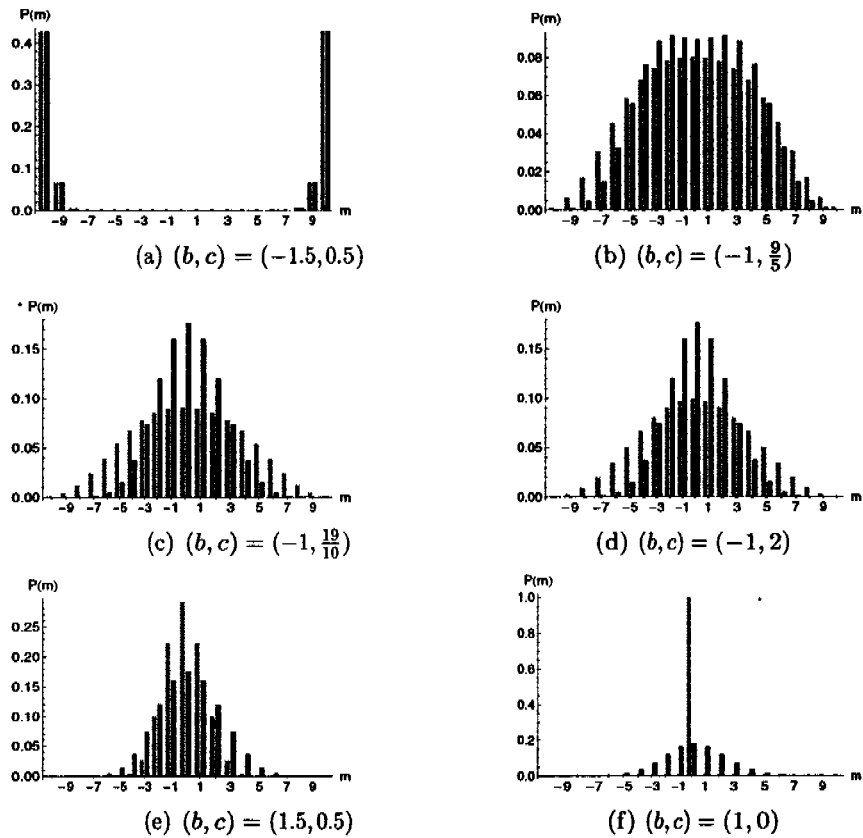 P(m)
0.4
0.3
0.2
0.1
0.0
-9 -7 -5 -3 -1 1 3 5 7 9 m
(a) (b, c) = (−1.5, 0.5)
P(m)
0.08
0.06
0.04
0.02
0.00
-9 -7 -5 -3 -1 1 3 5 7 9 m
(b) (b, c) = (−1, 9/5)
P(m)
0.15
0.10
0.05
0.00
-9 -7 -5 -3 -1 1 3 5 7 9 m
(c) (b, c) = (−1, 19/10)
P(m)
0.15
0.10
0.05
0.00
-9 -7 -5 -3 -1 1 3 5 7 9 m
(d) (b, c) = (−1, 2)
P(m)
0.25
0.20
0.15
0.10
0.05
0.00
-9 -7 -5 -3 -1 1 3 5 7 9 m
(e) (b, c) = (1.5, 0.5)
P(m)
1.0
0.8
0.6
0.4
0.2
0.0
-9 -7 -5 -3 -1 1 3 5 7 9 m
(f) (b, c) = (1, 0)